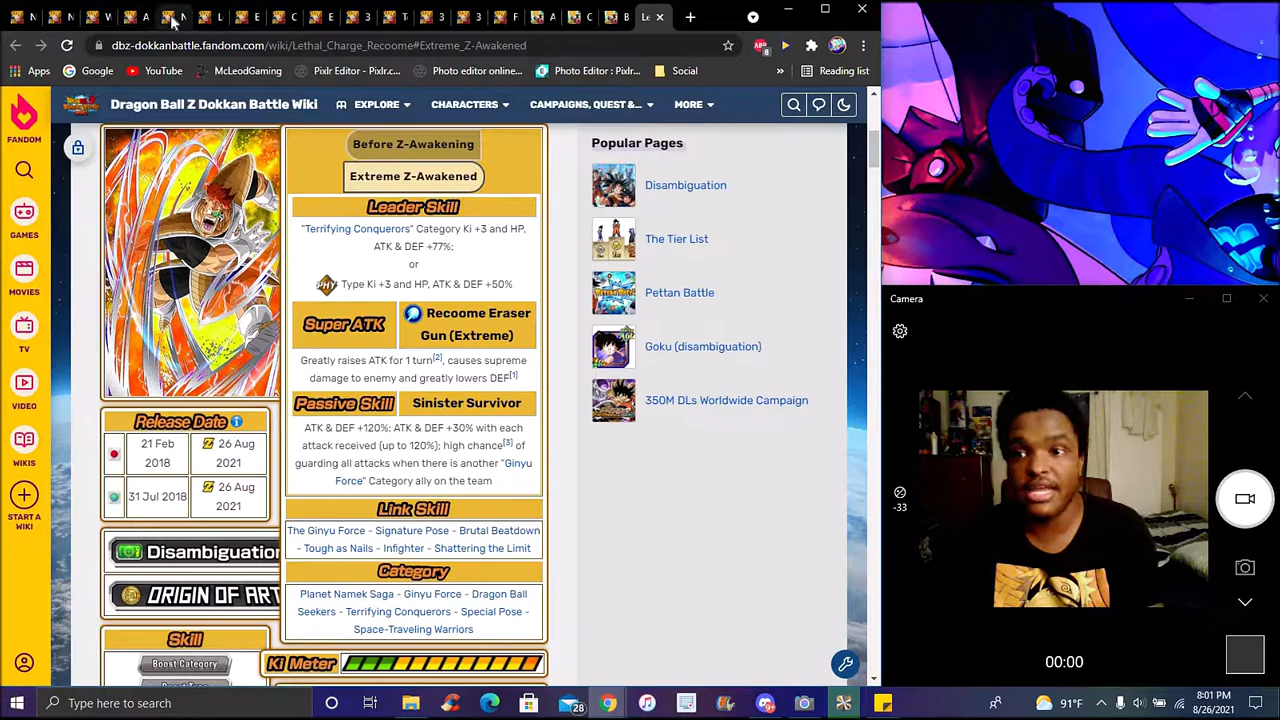 N
N
W
A
N
L
E
C
E
3
T
3
3
F
A
C
B
Le
dbz-dokkanbattle.fandom.com/wiki/Lethal_Charge_Recoome#Extreme_Z-Awakened
ABP
8
Apps
Google
YouTube
McLeodGaming
Pixlr Editor - Pixlr.c...
Photo editor online...
Photo Editor : Pixlr...
Social
»
Reading list
FANDOM
GAMES
MOVIES
TV
VIDEO
WIKIS
START A
WIKI
Dragon Ball Z Dokkan Battle Wiki
EXPLORE
CHARACTERS
CAMPAIGNS, QUEST &...
MORE
Before Z-Awakening
Extreme Z-Awakened
Leader Skill
"Terrifying Conquerors" Category Ki +3 and HP,
ATK & DEF +77%;
or
PHY Type Ki +3 and HP, ATK & DEF +50%
Super ATK
Recoome Eraser
Gun (Extreme)
Greatly raises ATK for 1 turn[2], causes supreme
damage to enemy and greatly lowers DEF[1]
Passive Skill
Sinister Survivor
ATK & DEF +120%; ATK & DEF +30% with each
attack received (up to 120%); high chance[3] of
guarding all attacks when there is another "Ginyu
Force" Category ally on the team
Link Skill
The Ginyu Force - Signature Pose - Brutal Beatdown
- Tough as Nails - Infighter - Shattering the Limit
Category
Planet Namek Saga - Ginyu Force - Dragon Ball
Seekers - Terrifying Conquerors - Special Pose -
Space-Traveling Warriors
Ki Meter
Release Date
21 Feb
2018
Z 26 Aug
2021
31 Jul 2018
Z 26 Aug
2021
Disambiguation
ORIGIN OF ART
Skill
Boost Category
Popular Pages
Disambiguation
The Tier List
Pettan Battle
Goku (disambiguation)
350M DLs Worldwide Campaign
Camera
-33
00:00
Type here to search
28
91°F
8:01 PM
8/26/2021